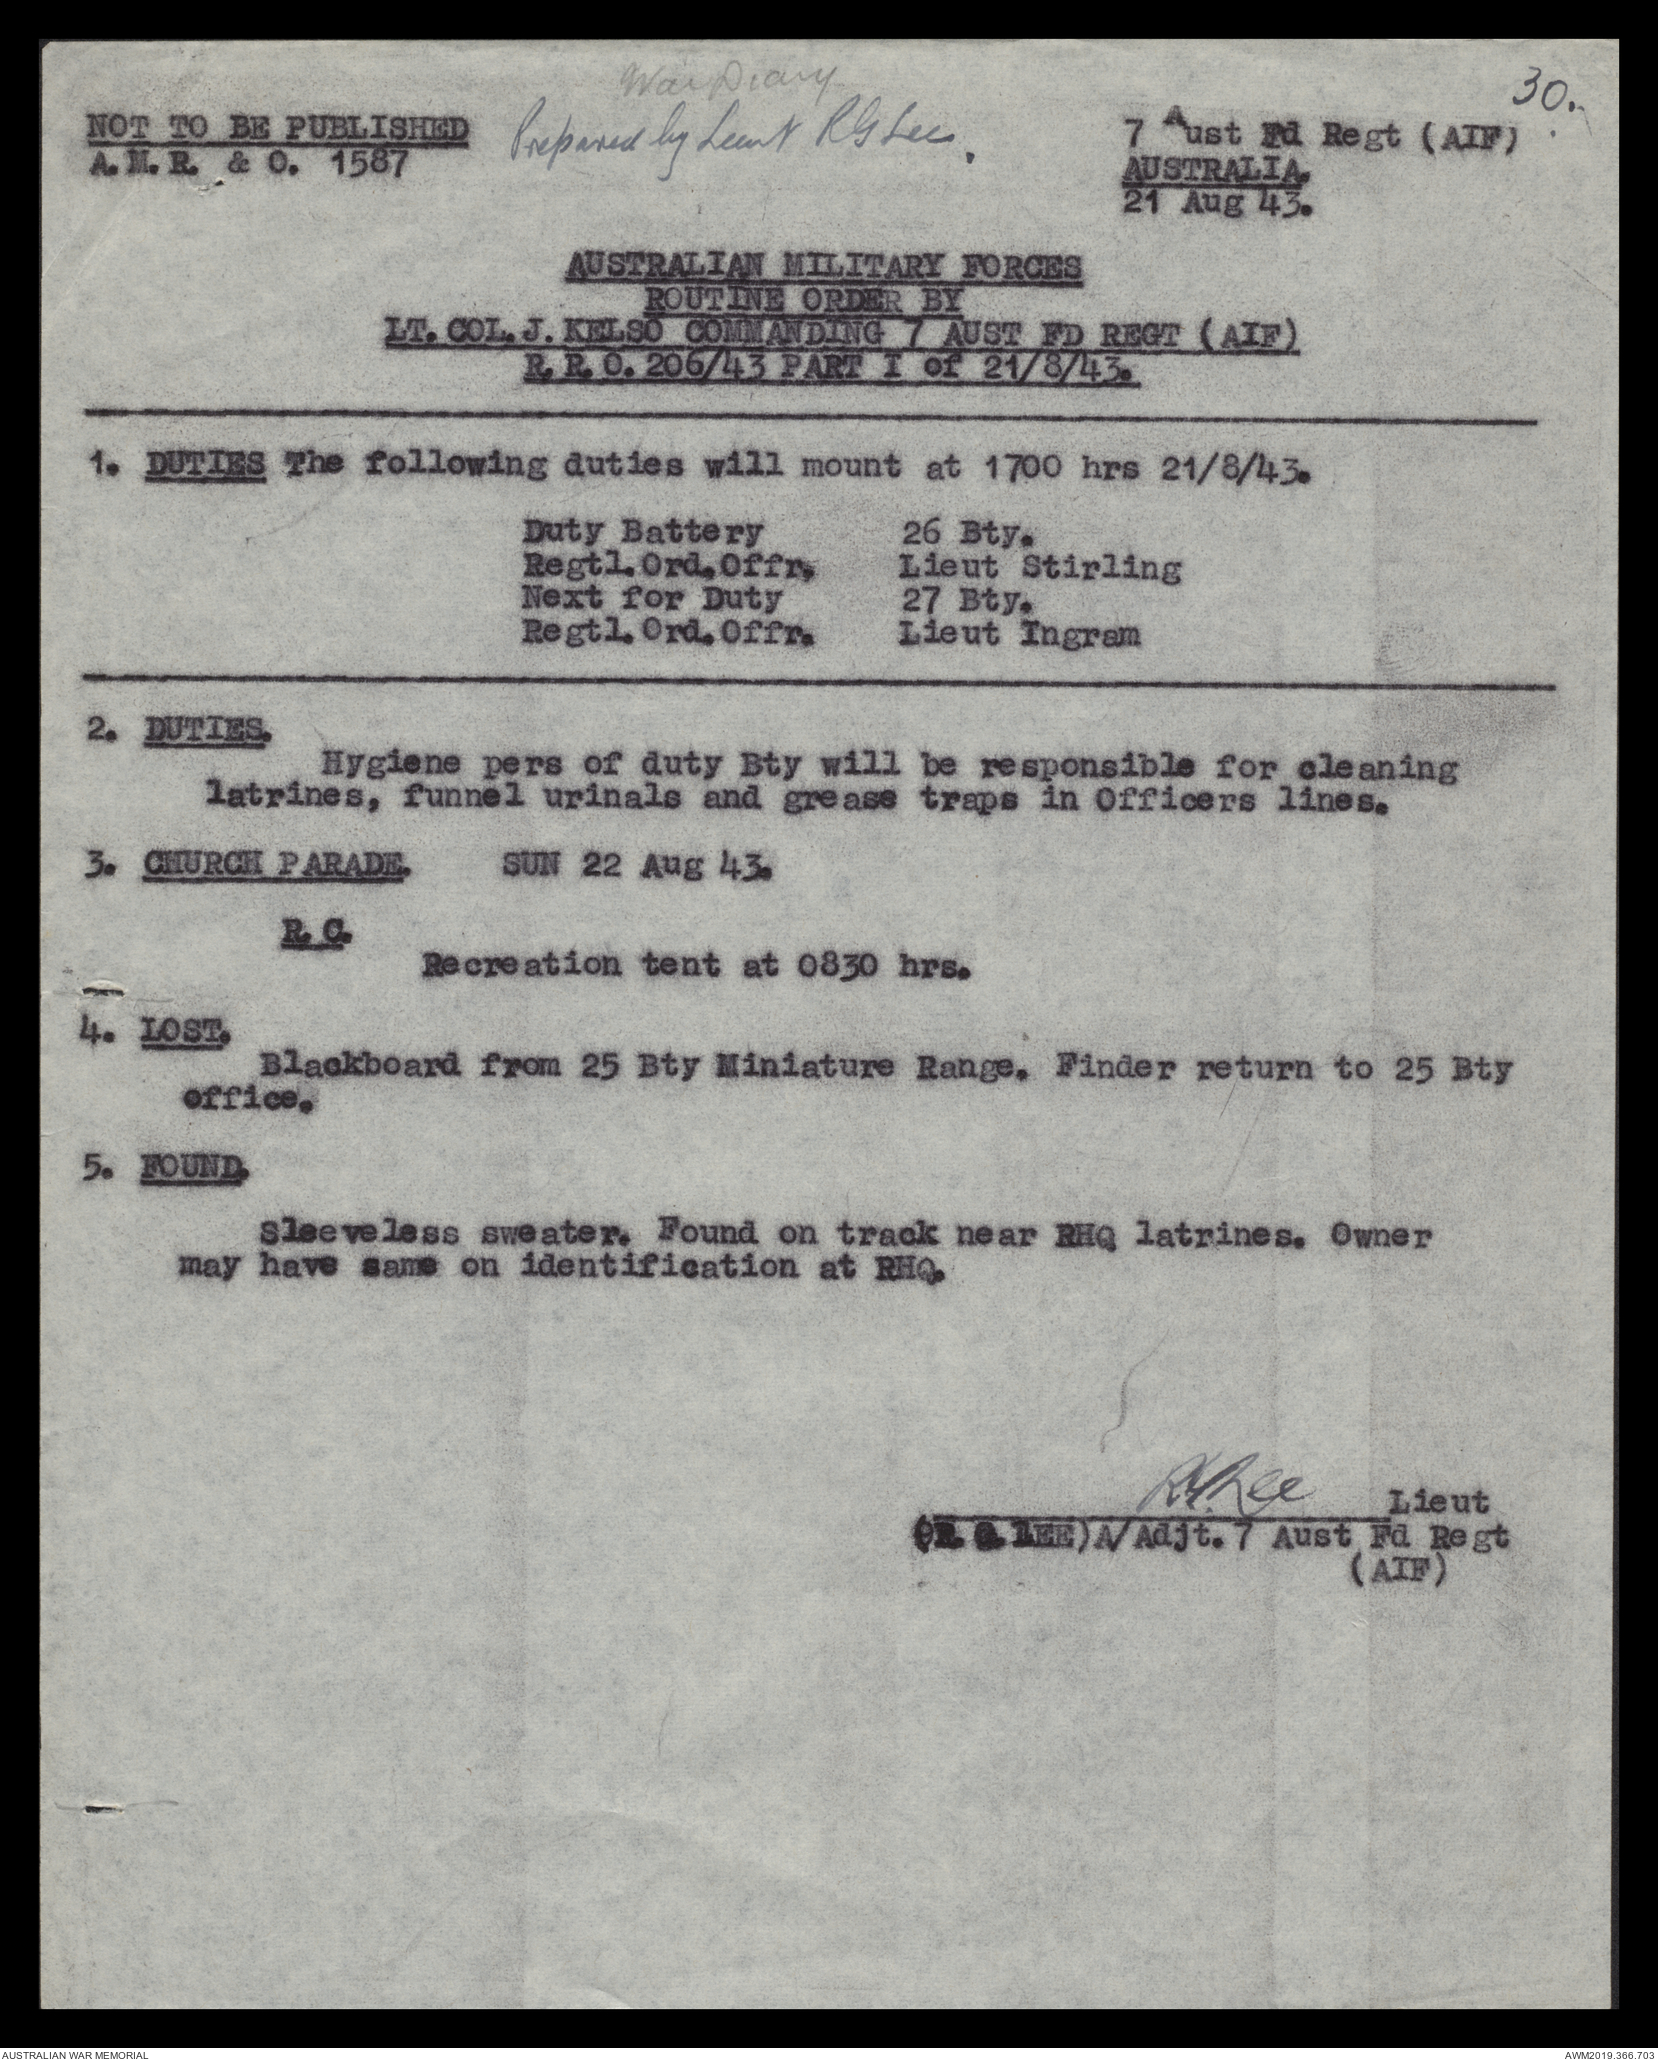 War Diary
30.
NOT TO BE PUBLISHED
Prepared by Lieut R G Lee.
7 Aust Fd Regt (AIF)
A.M.R. & O. 1587
AUSTRALIA.
21 Aug 43.
AUSTRALIAN MILITARY FORCES
ROUTINE ORDER BY
LT.COL.J.KELSO COMMANDING 7 AUST FD REGT (AIF)
R.R.O.206/43 PART I of 21/8/43.
1. DUTIES The following duties will mount at 1700 hrs 21/8/43.
Duty Battery 26 Bty.
Regtl.Ord.Offr, Lieut Stirling
Next for Duty 27 Bty.
Regtl.Ord.Offr. Lieut Ingram
2. DUTIES.
Hygiene pers of duty Bty will be responsible for cleaning
latrines, funnel urinals and grease traps in Officers lines.
3. CHURCH PARADE. SUN 22 Aug 43.
R.C.
Recreation tent at 0830 hrs.
4. LOST.
Blackboard from 25 Bty Miniature Range. Finder return to 25 Bty
office.
5. FOUND.
Sleeveless sweater. Found on track near RHQ latrines. Owner
may have same on identification at RHQ.
R G Lee Lieut
(R. G. LEE)A/Adjt. 7 Aust Fd Regt
(AIF)
AUSTRALIAN WAR MEMORIAL
AWM2019.366.703